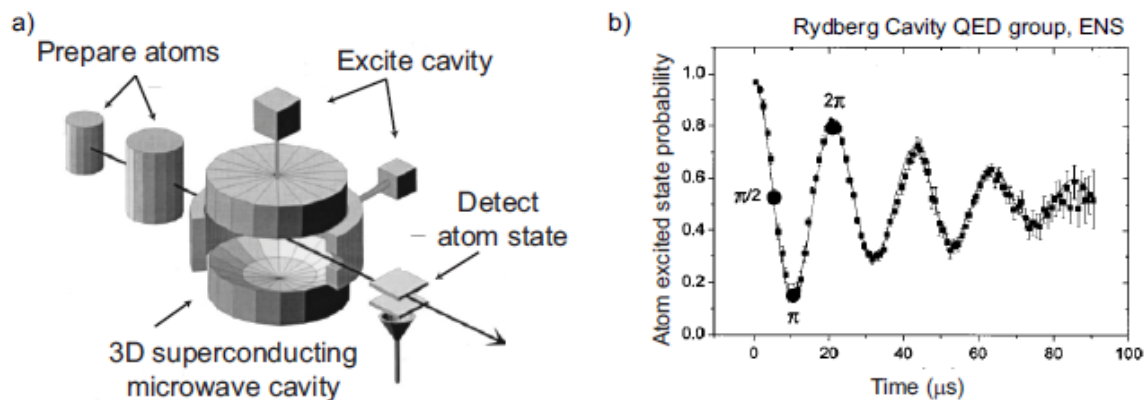 a)
Prepare atoms
Excite cavity
Detect
atom state
3D superconducting
microwave cavity
b)
Rydberg Cavity QED group, ENS
Atom excited state probability
1.0
0.8
0.6
0.4
0.2
0.0
2π
π/2
π
0
20
40
60
80
100
Time (μs)